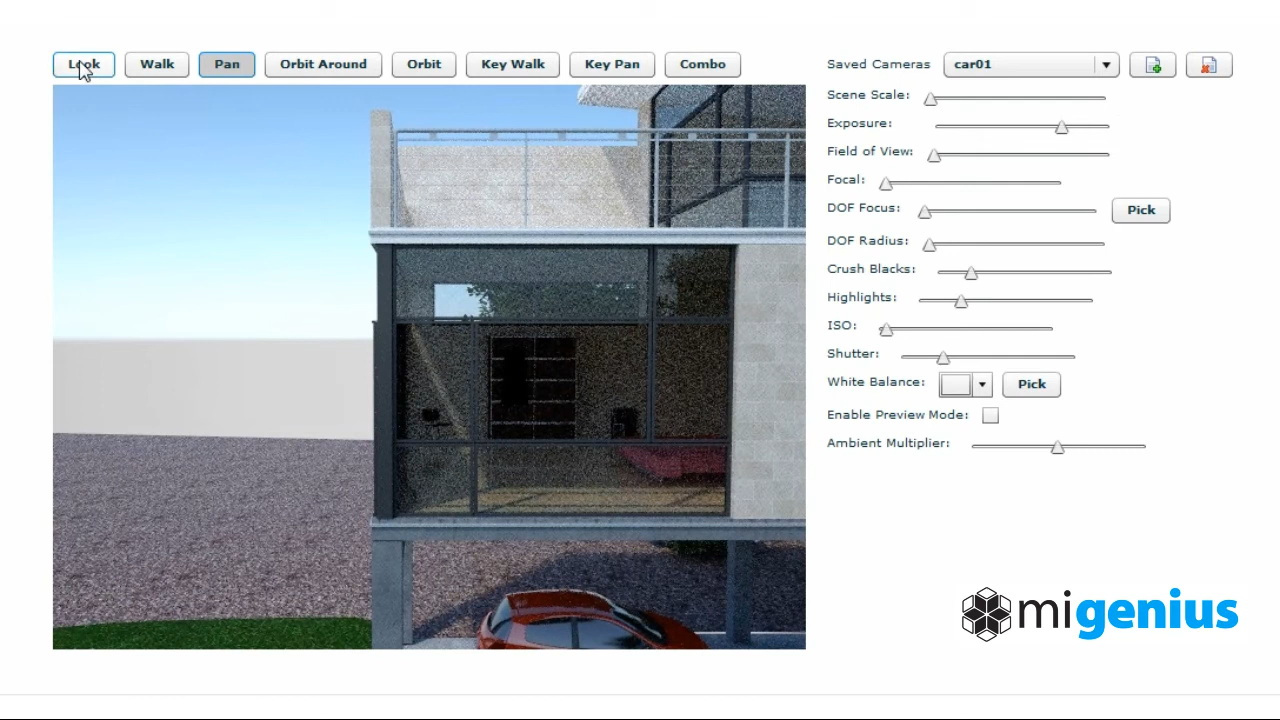 Look Walk Pan Orbit Around Orbit Key Walk Key Pan Combo Saved Cameras car01
Scene Scale:
Exposure:
Field of View:
Focal:
DOF Focus: Pick
DOF Radius:
Crush Blacks:
Highlights:
ISO:
Shutter:
White Balance: Pick
Enable Preview Mode:
Ambient Multiplier:
migenius